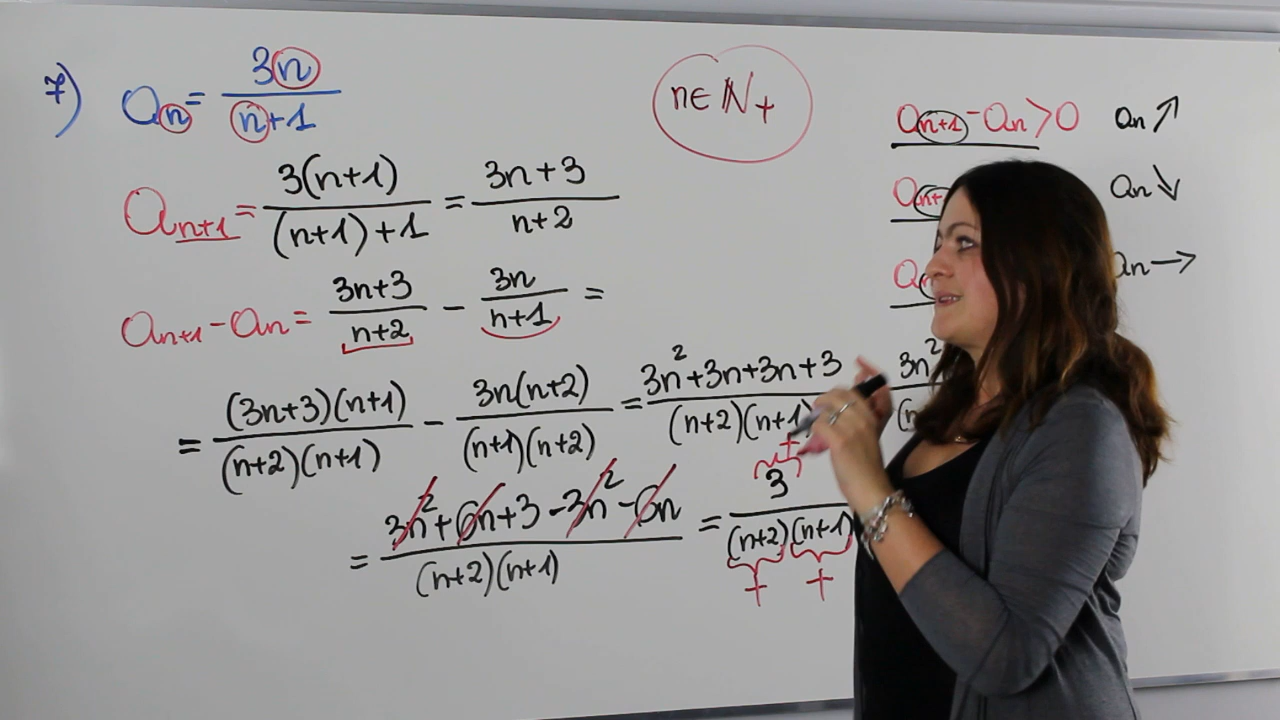 7) aₙ = 3n / n+1
n∈ℕ₊
aₙ₊₁ - aₙ > 0 aₙ ↗
aₙ ↘
aₙ →
aₙ₊₁ = 3(n+1) / (n+1)+1 = 3n+3 / n+2
aₙ₊₁ - aₙ = 3n+3 / n+2 - 3n / n+1 =
= (3n+3)(n+1) / (n+2)(n+1) - 3n(n+2) / (n+1)(n+2) = 3n²+3n+3n+3 / (n+2)(n+1) 3n²
= 3n²+6n+3-3n²-6n / (n+2)(n+1) = 3 / (n+2)(n+1)
+
+ +